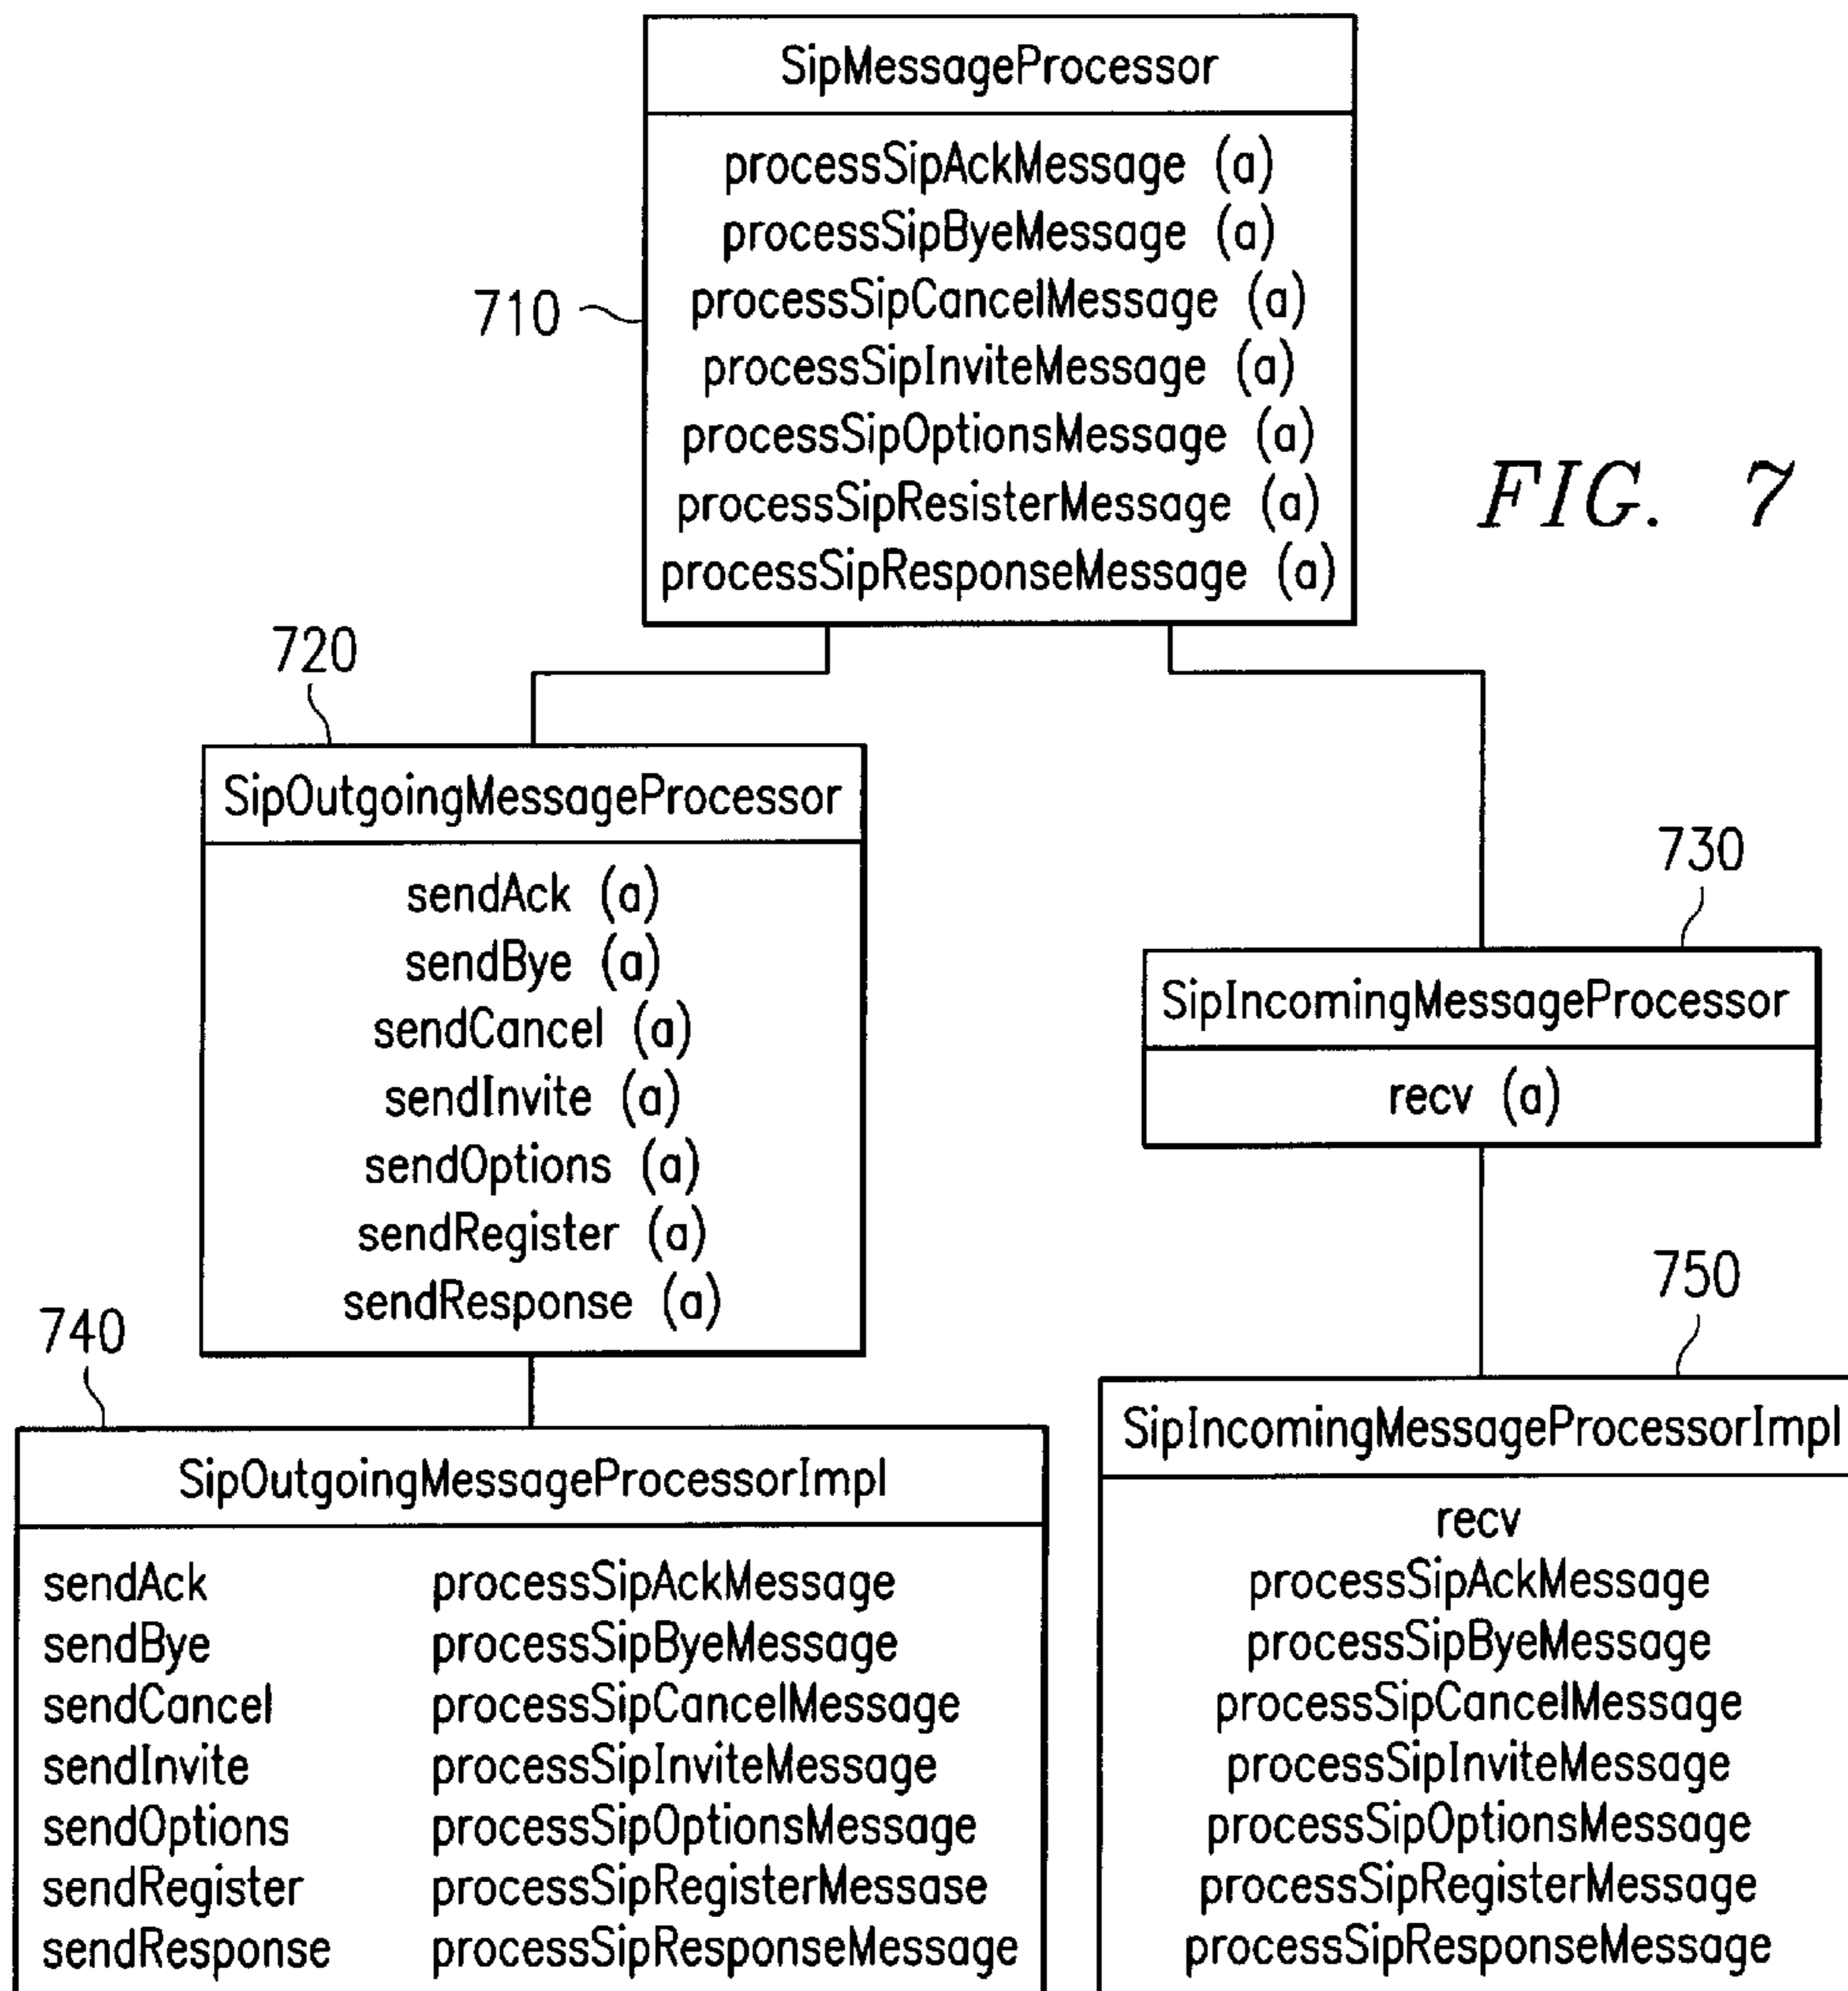 SipMessageProcessor
processSipAckMessage (a)
processSipByeMessage (a)
710
processSipCancelMessage (a)
processSipInviteMessage (a)
processSipOptionsMessage (a)
processSipResisterMessage (a)
processSipResponseMessage (a)
FIG. 7
720
SipOutgoingMessageProcessor
sendAck (a)
sendBye (a)
sendCancel (a)
sendInvite (a)
sendOptions (a)
sendRegister (a)
sendResponse (a)
730
SipIncomingMessageProcessor
recv (a)
740
SipOutgoingMessageProcessorImpl
sendAck processSipAckMessage
sendBye processSipByeMessage
sendCancel processSipCancelMessage
sendInvite processSipInviteMessage
sendOptions processSipOptionsMessage
sendRegister processSipRegisterMessase
sendResponse processSipResponseMessage
750
SipIncomingMessageProcessorImpl
recv
processSipAckMessage
processSipByeMessage
processSipCancelMessage
processSipInviteMessage
processSipOptionsMessage
processSipRegisterMessage
processSipResponseMessage